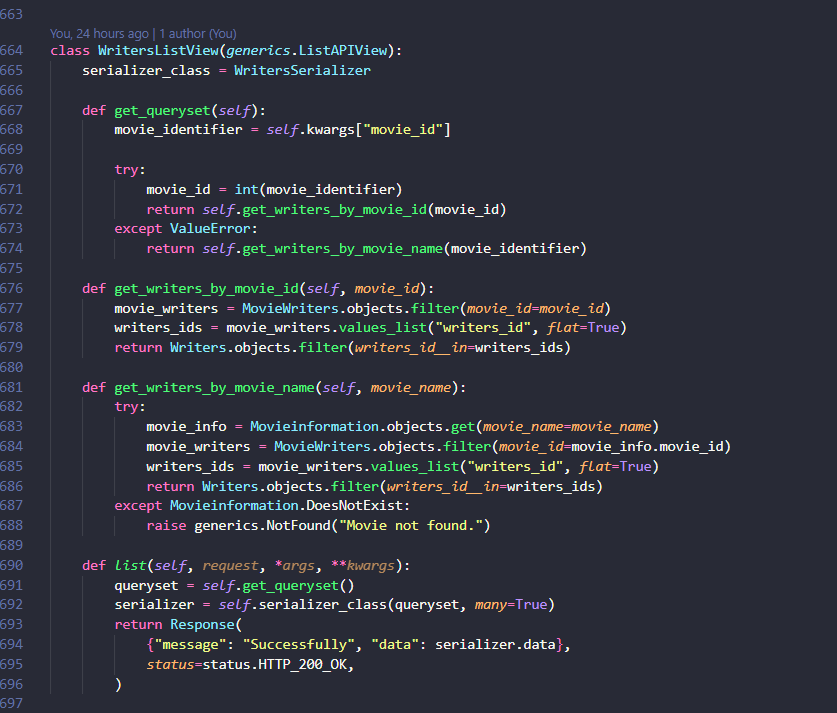 663
You, 24 hours ago | 1 author (You)
664 class WritersListView(generics.ListAPIView):
665     serializer_class = WritersSerializer
666
667     def get_queryset(self):
668         movie_identifier = self.kwargs["movie_id"]
669
670         try:
671             movie_id = int(movie_identifier)
672             return self.get_writers_by_movie_id(movie_id)
673         except ValueError:
674             return self.get_writers_by_movie_name(movie_identifier)
675
676     def get_writers_by_movie_id(self, movie_id):
677         movie_writers = MovieWriters.objects.filter(movie_id=movie_id)
678         writers_ids = movie_writers.values_list("writers_id", flat=True)
679         return Writers.objects.filter(writers_id__in=writers_ids)
680
681     def get_writers_by_movie_name(self, movie_name):
682         try:
683             movie_info = Movieinformation.objects.get(movie_name=movie_name)
684             movie_writers = MovieWriters.objects.filter(movie_id=movie_info.movie_id)
685             writers_ids = movie_writers.values_list("writers_id", flat=True)
686             return Writers.objects.filter(writers_id__in=writers_ids)
687         except Movieinformation.DoesNotExist:
688             raise generics.NotFound("Movie not found.")
689
690     def list(self, request, *args, **kwargs):
691         queryset = self.get_queryset()
692         serializer = self.serializer_class(queryset, many=True)
693         return Response(
694             {"message": "Successfully", "data": serializer.data},
695             status=status.HTTP_200_OK,
696         )
697